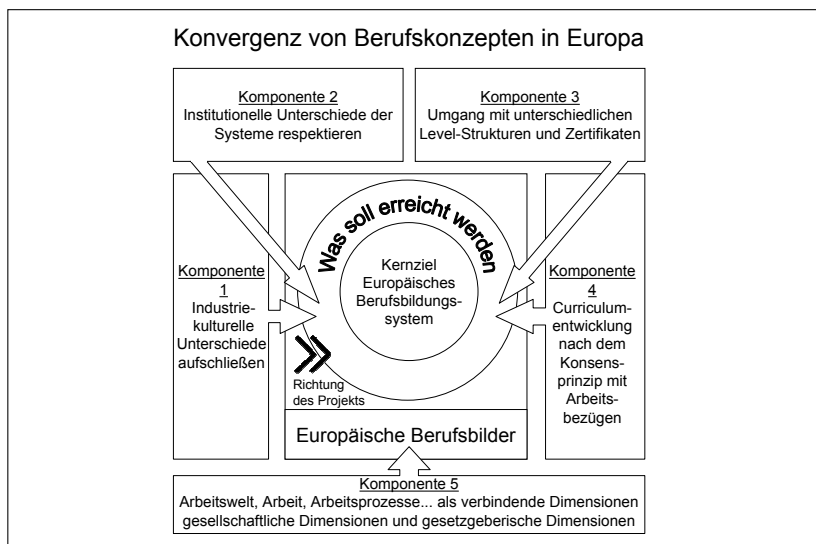 Konvergenz von Berufskonzepten in Europa
Komponente 2
Institutionelle Unterschiede der
Systeme respektieren
Komponente 3
Umgang mit unterschiedlichen
Level-Strukturen und Zertifikaten
Komponente
1
Industrie-
kulturelle
Unterschiede
aufschließen
Was soll erreicht werden
Kernziel
Europäisches
Berufsbildungs-
system
Richtung
des Projekts
Europäische Berufsbilder
Komponente
4
Curriculum-
entwicklung
nach dem
Konsens-
prinzip mit
Arbeits-
bezügen
Komponente 5
Arbeitswelt, Arbeit, Arbeitsprozesse... als verbindende Dimensionen
gesellschaftliche Dimensionen und gesetzgeberische Dimensionen